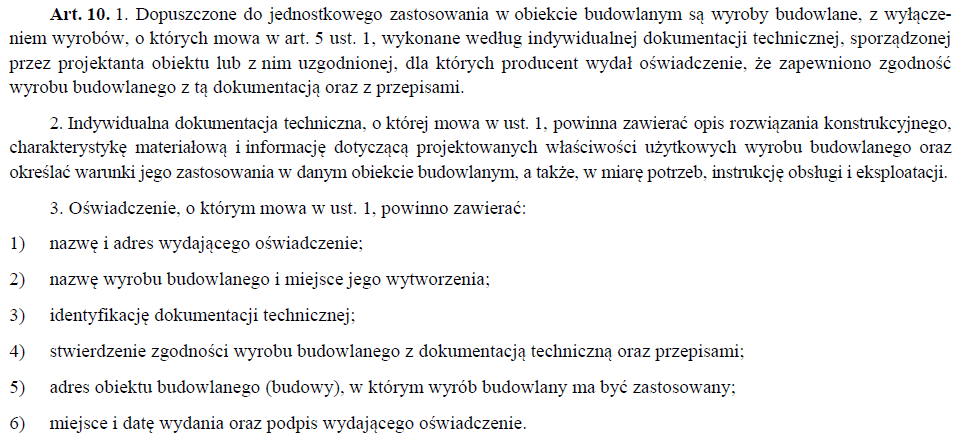 Art. 10. 1. Dopuszczone do jednostkowego zastosowania w obiekcie budowlanym są wyroby budowlane, z wyłącze-
niem wyrobów, o których mowa w art. 5 ust. 1, wykonane według indywidualnej dokumentacji technicznej, sporządzonej
przez projektanta obiektu lub z nim uzgodnionej, dla których producent wydał oświadczenie, że zapewniono zgodność
wyrobu budowlanego z tą dokumentacją oraz z przepisami.
2. Indywidualna dokumentacja techniczna, o której mowa w ust. 1, powinna zawierać opis rozwiązania konstrukcyjnego,
charakterystykę materiałową i informację dotyczącą projektowanych właściwości użytkowych wyrobu budowlanego oraz
określać warunki jego zastosowania w danym obiekcie budowlanym, a także, w miarę potrzeb, instrukcję obsługi i eksploatacji.
3. Oświadczenie, o którym mowa w ust. 1, powinno zawierać:
1) nazwę i adres wydającego oświadczenie;
2) nazwę wyrobu budowlanego i miejsce jego wytworzenia;
3) identyfikację dokumentacji technicznej;
4) stwierdzenie zgodności wyrobu budowlanego z dokumentacją techniczną oraz przepisami;
5) adres obiektu budowlanego (budowy), w którym wyrób budowlany ma być zastosowany;
6) miejsce i datę wydania oraz podpis wydającego oświadczenie.